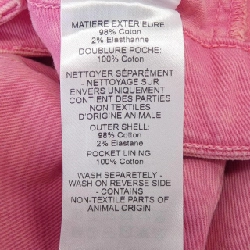 MATIERE EXTERIEURE
98% Coton
2% Elasthanne
DOUBLURE POCHE:
100% Coton
NETTOYER SÉPARÉMENT
- NETTOYAGE SUR
ENVERS UNIQUEMENT
CONTIENT DES PARTIES
NON TEXTILES
D'ORIGINE ANIMALE
OUTER SHELL:
98% Cotton
2% Elastane
POCKET LINING
100% Cotton
WASH SEPARETELY -
WASH ON REVERSE SIDE
- CONTAINS
NON-TEXTILE PARTS OF
ANIMAL ORIGIN